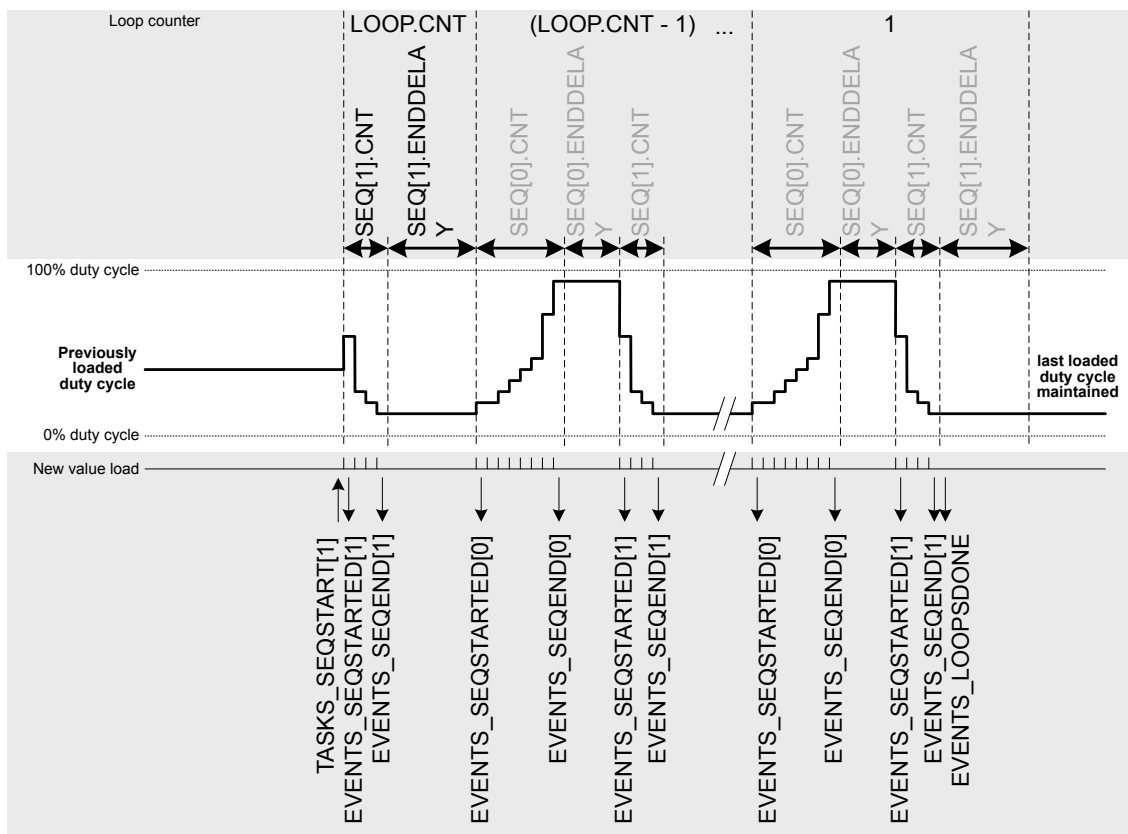 Loop counter
LOOP.CNT
(LOOP.CNT - 1)
...
1
SEQ[1].CNT
SEQ[1].ENDDELA
Y
SEQ[0].CNT
SEQ[0].ENDDELA
Y
SEQ[1].CNT
SEQ[0].CNT
SEQ[0].ENDDELA
Y
SEQ[1].CNT
SEQ[1].ENDDELA
Y
100% duty cycle
Previously
loaded
duty cycle
last loaded
duty cycle
maintained
0% duty cycle
New value load
TASKS_SEQSTART[1]
EVENTS_SEQSTARTED[1]
EVENTS_SEQEND[1]
EVENTS_SEQSTARTED[0]
EVENTS_SEQEND[0]
EVENTS_SEQSTARTED[1]
EVENTS_SEQEND[1]
EVENTS_SEQSTARTED[0]
EVENTS_SEQEND[0]
EVENTS_SEQSTARTED[1]
EVENTS_SEQEND[1]
EVENTS_LOOPSDONE